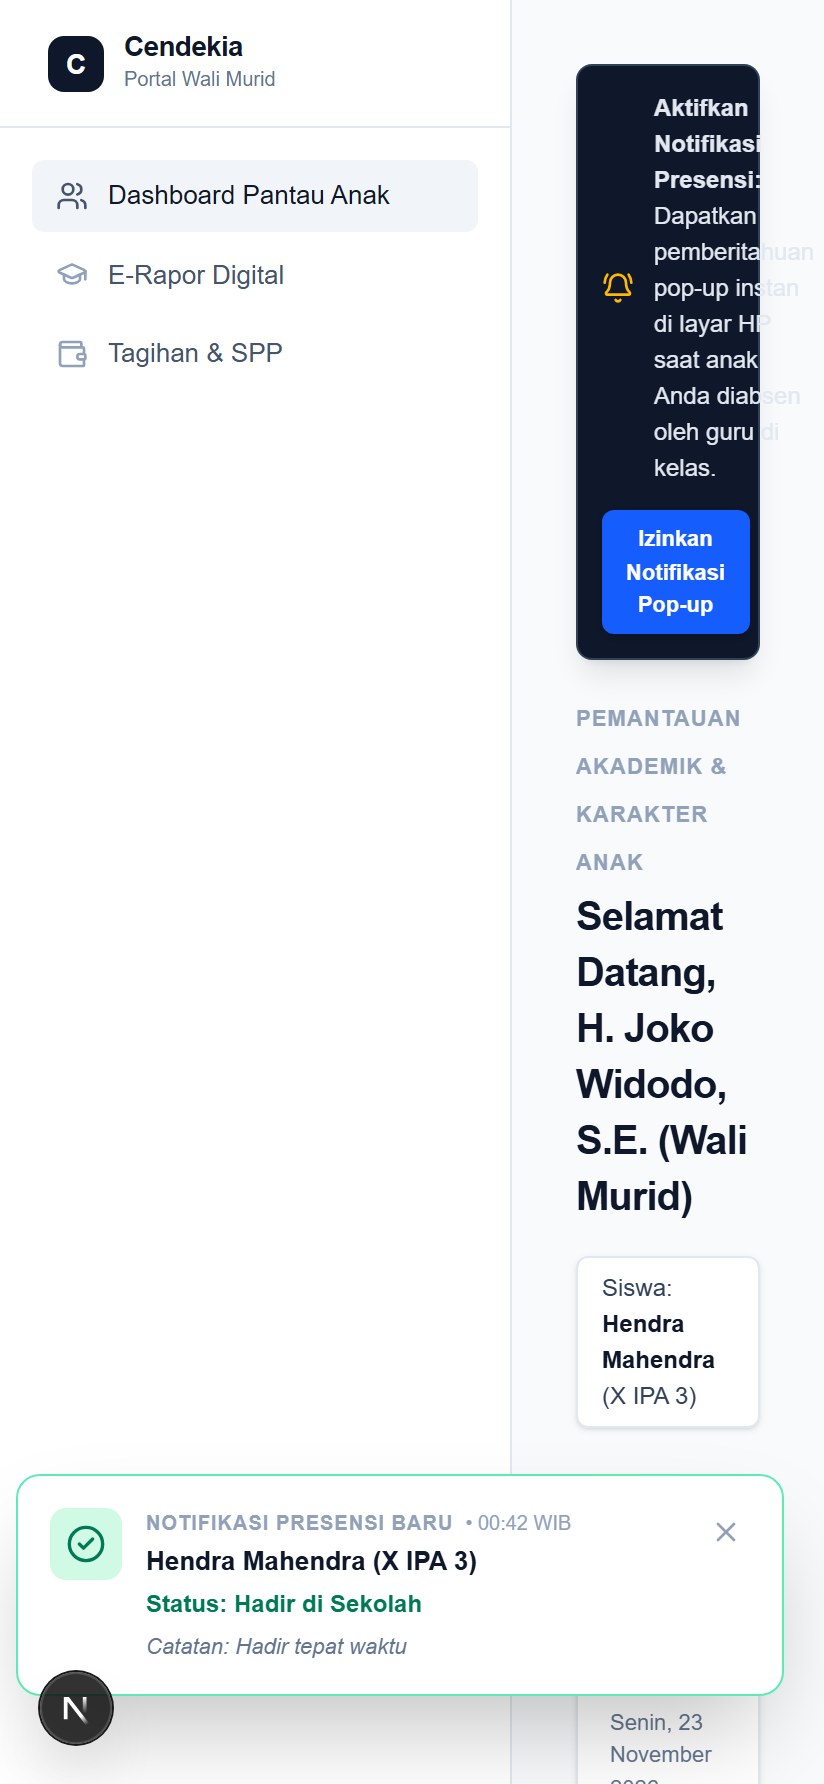 C
Cendekia
Portal Wali Murid
Dashboard Pantau Anak
E-Rapor Digital
Tagihan & SPP
Aktifkan
Notifikasi
Presensi:
Dapatkan
pemberitahuan
pop-up instan
di layar HP
saat anak
Anda diabsen
oleh guru di
kelas.
Izinkan
Notifikasi
Pop-up
PEMANTAUAN
AKADEMIK &
KARAKTER
ANAK
Selamat
Datang,
H. Joko
Widodo,
S.E. (Wali
Murid)
Siswa:
Hendra
Mahendra
(X IPA 3)
NOTIFIKASI PRESENSI BARU • 00:42 WIB
Hendra Mahendra (X IPA 3)
Status: Hadir di Sekolah
Catatan: Hadir tepat waktu
N
Senin, 23
November